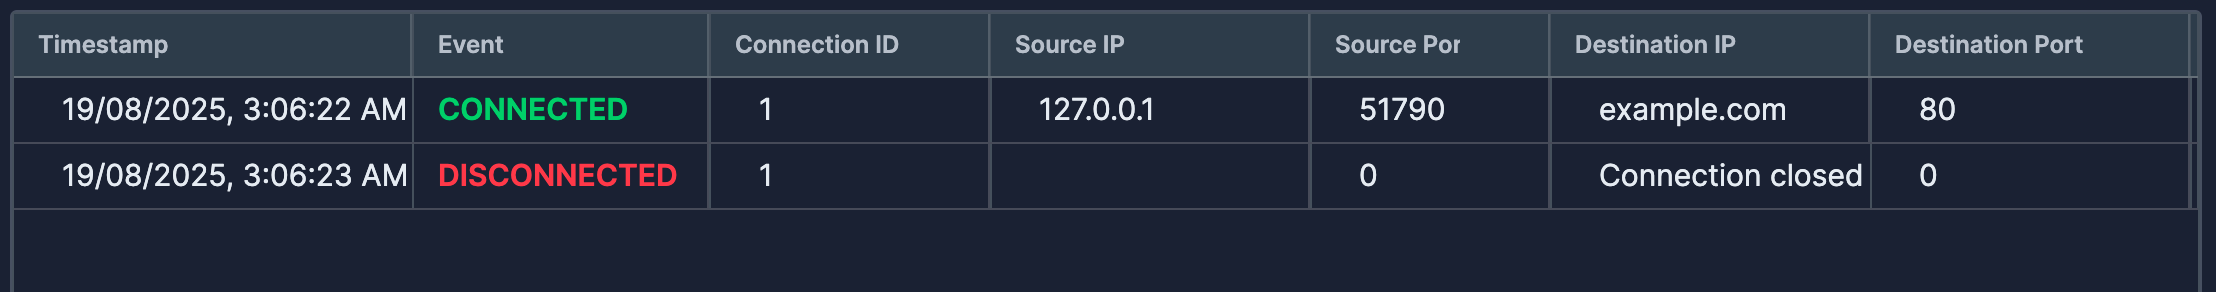 Timestamp Event Connection ID Source IP Source Por Destination IP Destination Port
19/08/2025, 3:06:22 AM CONNECTED 1 127.0.0.1 51790 example.com 80
19/08/2025, 3:06:23 AM DISCONNECTED 1 0 Connection closed 0